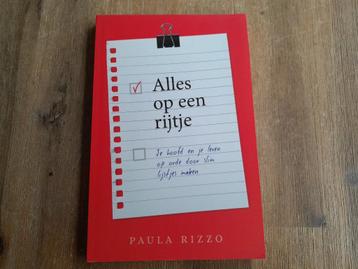 Alles
op een
rijtje
Je hoofd en je leven
op orde door slim
lijstjes maken
PAULA RIZZO